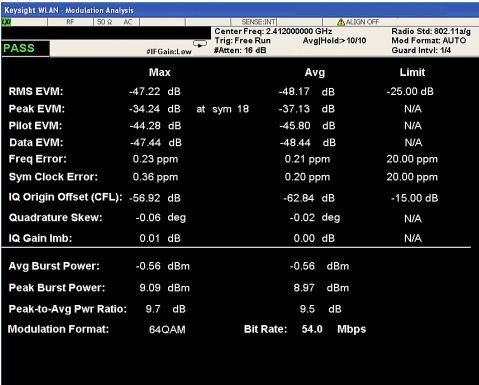 Keysight WLAN - Modulation Analysis
LXI RF 50 Ω AC SENSE:INT ALIGN OFF
Center Freq: 2.412000000 GHz Radio Std: 802.11a/g
Trig: Free Run Avg|Hold>10/10 Mod Format: AUTO
PASS #IFGain:Low #Atten: 16 dB Guard Intvl: 1/4
Max Avg Limit
RMS EVM: -47.22 dB -48.17 dB -25.00 dB
Peak EVM: -34.24 dB at sym 18 -37.13 dB N/A
Pilot EVM: -44.28 dB -45.80 dB N/A
Data EVM: -47.44 dB -48.44 dB N/A
Freq Error: 0.23 ppm 0.21 ppm 20.00 ppm
Sym Clock Error: 0.36 ppm 0.20 ppm 20.00 ppm
IQ Origin Offset (CFL): -56.92 dB -62.84 dB -15.00 dB
Quadrature Skew: -0.06 deg -0.02 deg N/A
IQ Gain Imb: 0.01 dB 0.00 dB N/A
Avg Burst Power: -0.56 dBm -0.56 dBm
Peak Burst Power: 9.09 dBm 8.97 dBm
Peak-to-Avg Pwr Ratio: 9.7 dB 9.5 dB
Modulation Format: 64QAM Bit Rate: 54.0 Mbps